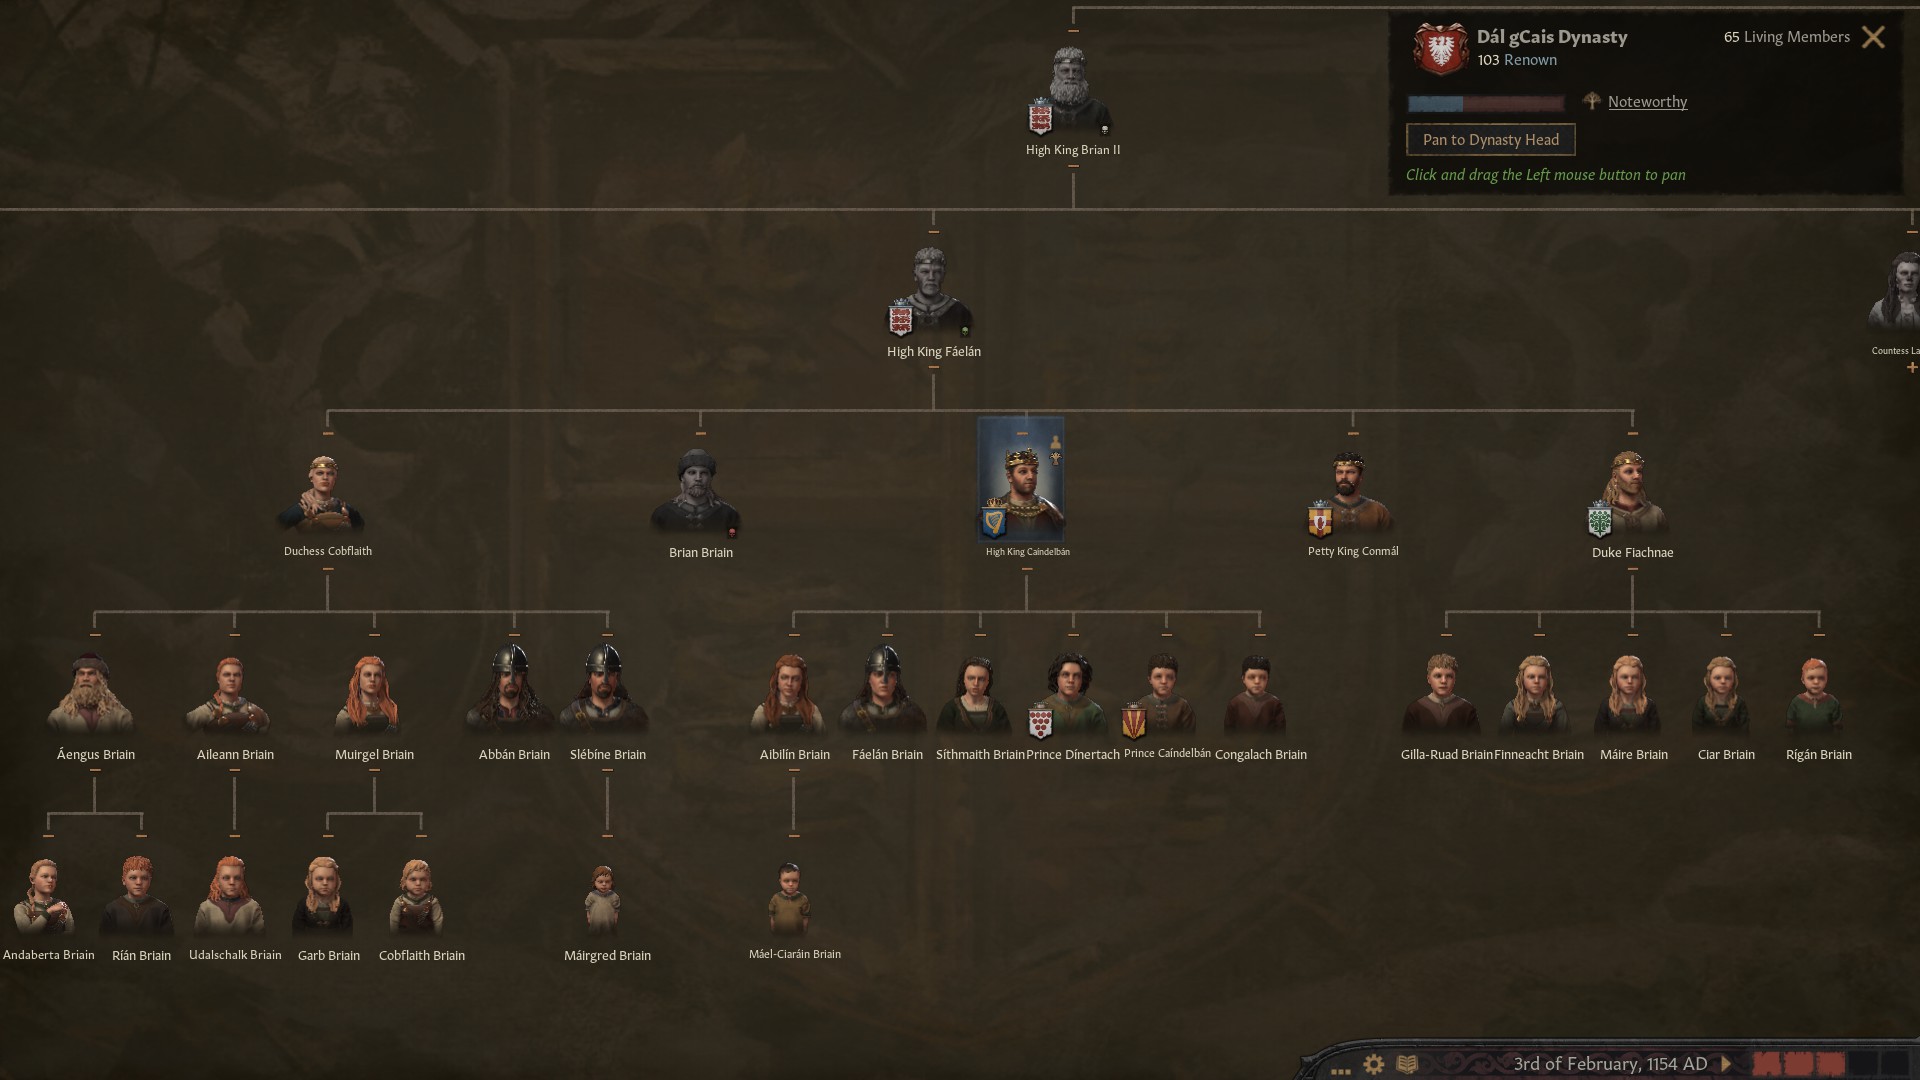 Dál gCais Dynasty
65 Living Members
103 Renown
Noteworthy
Pan to Dynasty Head
Click and drag the Left mouse button to pan
High King Brian II
High King Fáelán
Countess La
Duchess Cobflaith
Brian Briain
High King Caíndelbán
Petty King Conmál
Duke Fiachnae
Áengus Briain
Aileann Briain
Muirgel Briain
Abbán Briain
Slébíne Briain
Aibilín Briain
Fáelán Briain
Síthmaith Briain
Prince Dínertach
Prince Caíndelbán
Congalach Briain
Gilla-Ruad Briain
Finneacht Briain
Máire Briain
Ciar Briain
Rígán Briain
Andaberta Briain
Ríán Briain
Udalschalk Briain
Garb Briain
Cobflaith Briain
Máirgred Briain
Máel-Ciaráin Briain
3rd of February, 1154 AD